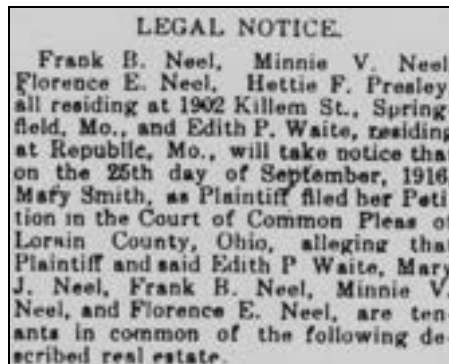 LEGAL NOTICE.
Frank B. Neel, Minnie V. Neel
Florence E. Neel, Hettie F. Presley
all residing at 1902 Killem St., Spring-
field, Mo., and Edith P. Waite, residing
at Republic, Mo., will take notice that
on the 25th day of September, 1916,
Mary Smith, as Plaintiff filed her Peti-
tion in the Court of Common Pleas of
Lorain County, Ohio, alleging that
Plaintiff and said Edith P Waite, Mary
J. Neel, Frank B. Neel, Minnie V.
Neel, and Florence E. Neel, are ten-
ants in common of the following de-
scribed real estate.